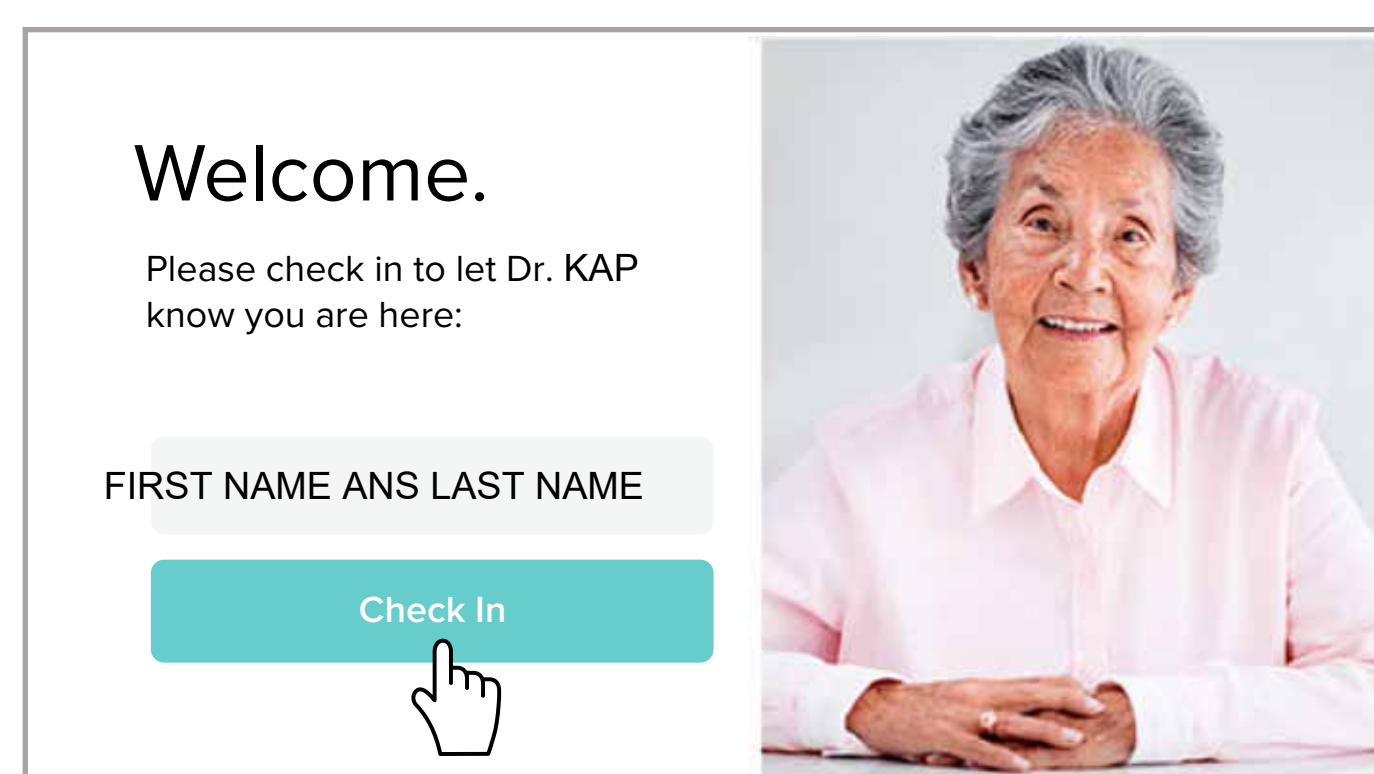 Welcome.
Please check in to let Dr. KAP
know you are here:
FIRST NAME ANS LAST NAME
Check In